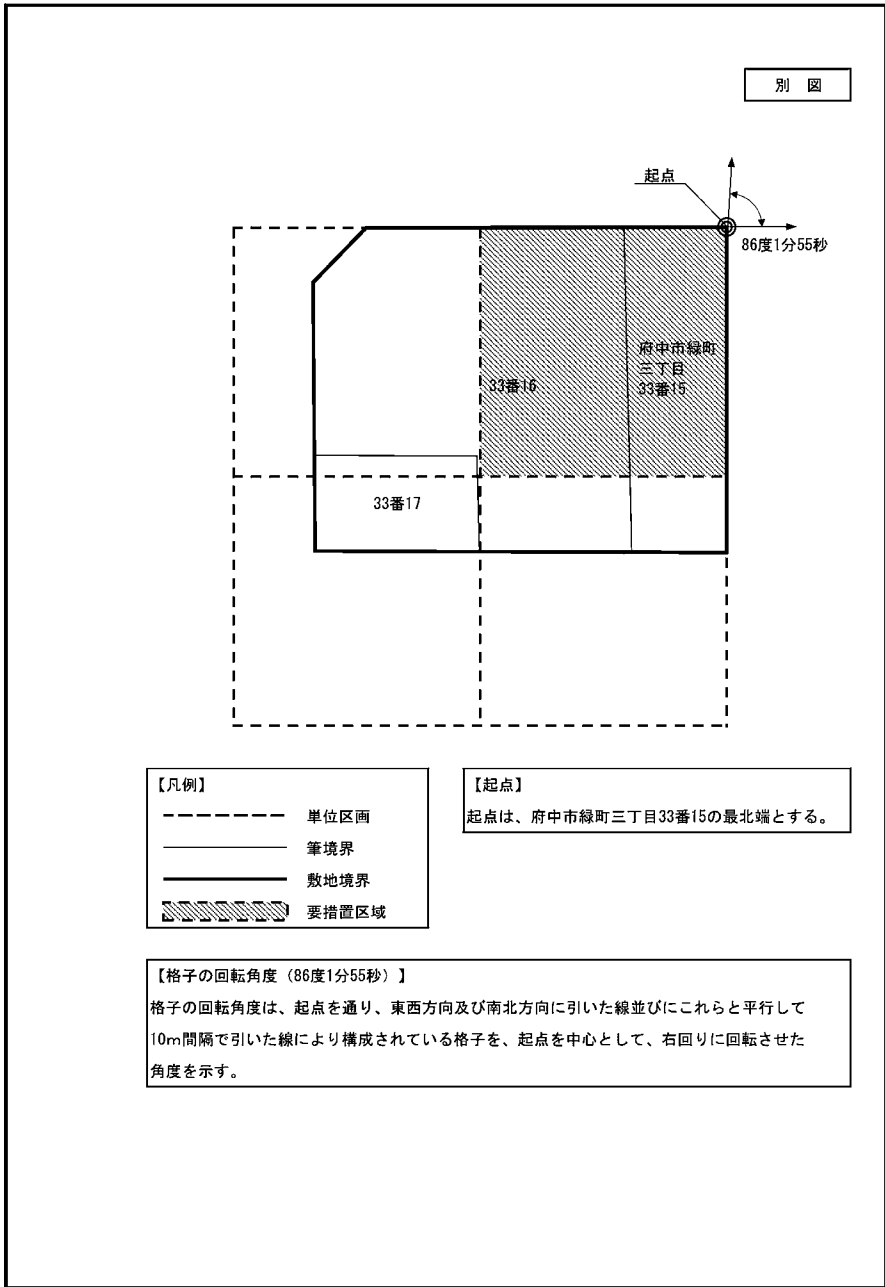 別 図
起点
86度1分55秒
府中市緑町
三丁目
33番15
33番16
33番17
【凡例】
単位区画
筆境界
敷地境界
要措置区域
【起点】
起点は、府中市緑町三丁目33番15の最北端とする。
【格子の回転角度（86度1分55秒）】
格子の回転角度は、起点を通り、東西方向及び南北方向に引いた線並びにこれらと平行して
10m間隔で引いた線により構成されている格子を、起点を中心として、右回りに回転させた
角度を示す。